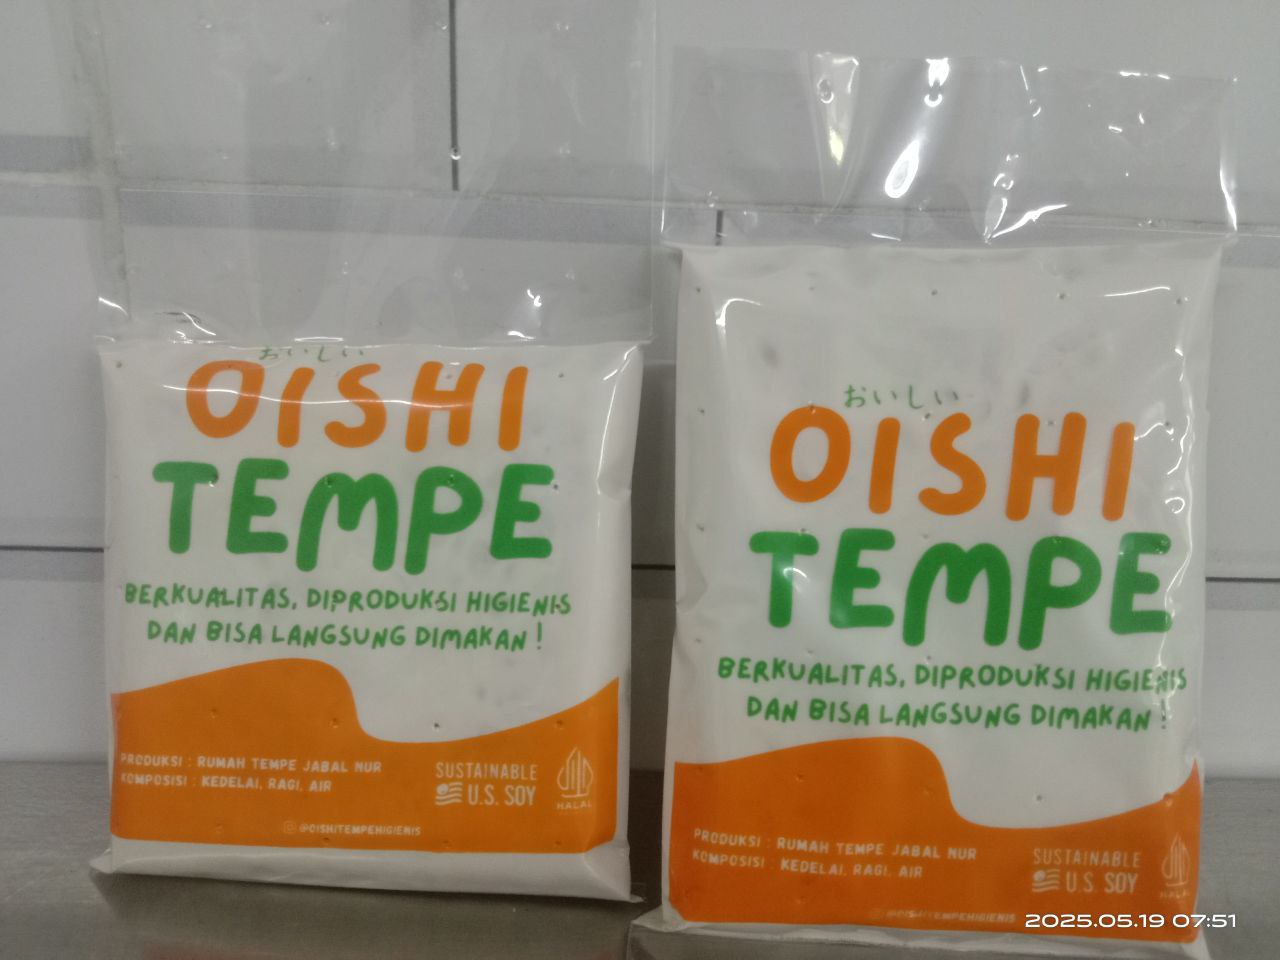 おいしい
OISHI
TEMPE
BERKUALITAS, DIPRODUKSI HIGIENIS
DAN BISA LANGSUNG DIMAKAN !
PRODUKSI : RUMAH TEMPE JABAL NUR
KOMPOSISI : KEDELAI, RAGI, AIR
SUSTAINABLE
U.S. SOY
HALAL
@OISHITEMPEHIGIENIS
おいしい
OISHI
TEMPE
BERKUALITAS, DIPRODUKSI HIGIENIS
DAN BISA LANGSUNG DIMAKAN !
PRODUKSI : RUMAH TEMPE JABAL NUR
KOMPOSISI : KEDELAI, RAGI, AIR
SUSTAINABLE
U.S. SOY
HALAL
@OISHITEMPEHIGIENIS
2025.05.19 07:51